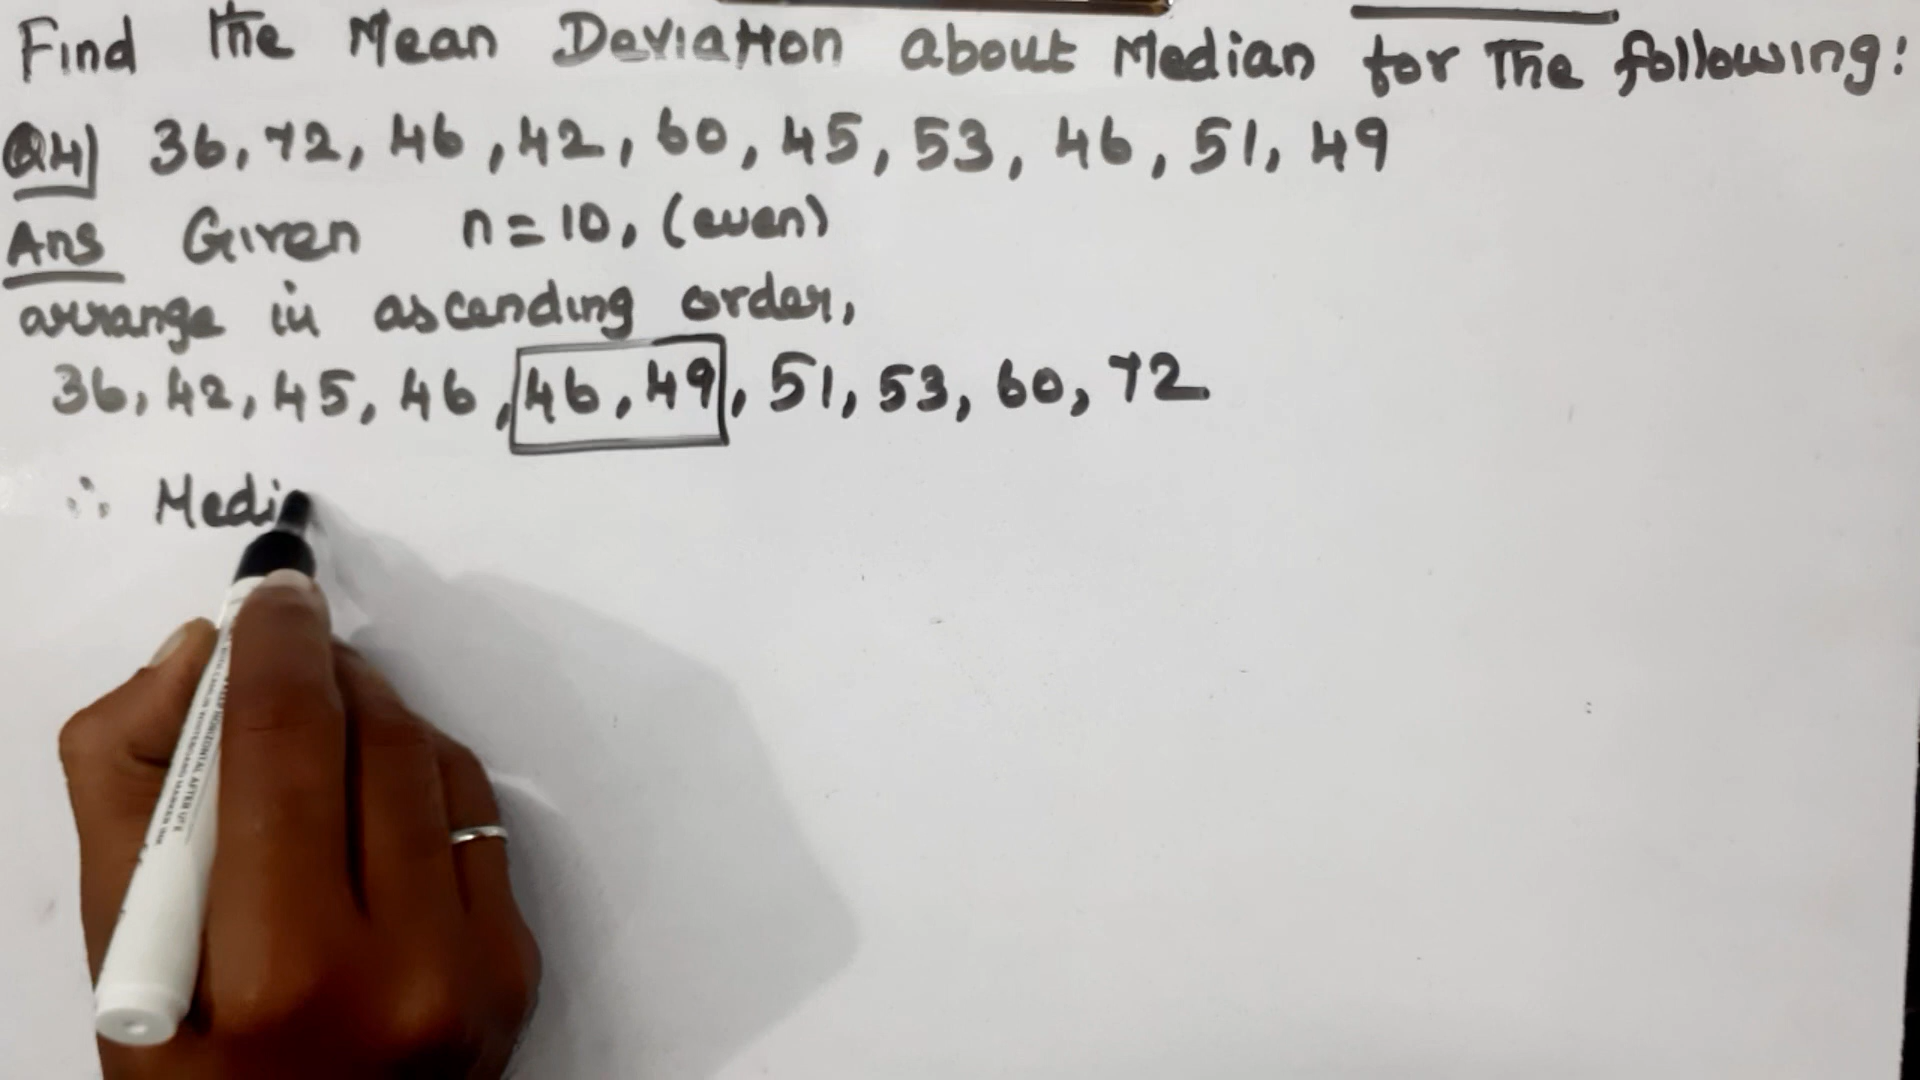 Find the Mean Deviation about Median for the following:
Q4) 36, 72, 46, 42, 60, 45, 53, 46, 51, 49
Ans Given n = 10, (even)
arrange in ascending order,
36, 42, 45, 46, 46, 49, 51, 53, 60, 72.
∴ Medi